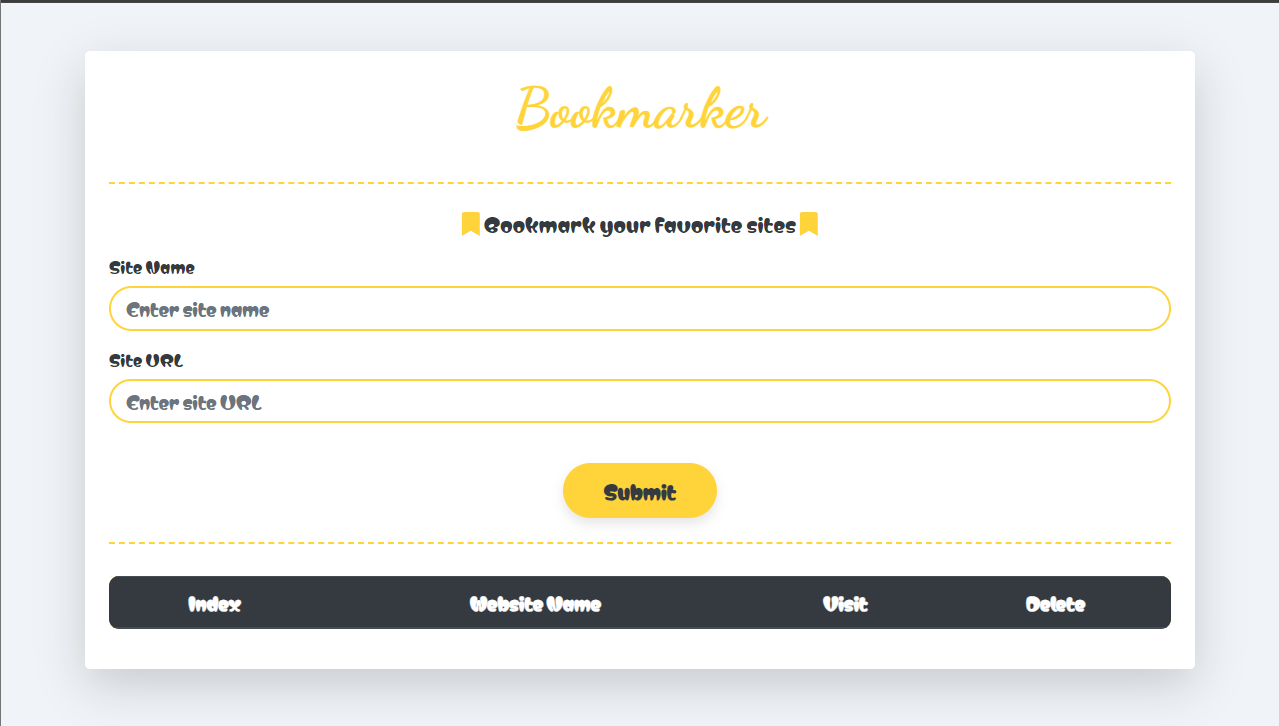 Bookmarker
Bookmark your favorite sites
Site Name
Enter site name
Site URL
Enter site URL
Submit
Index Website Name Visit Delete